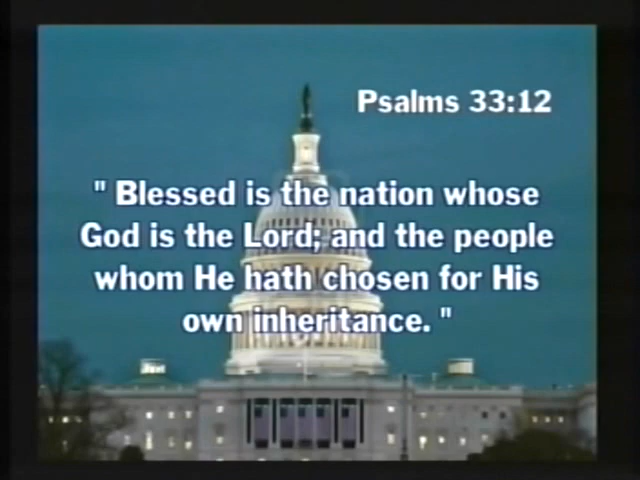 Psalms 33:12
" Blessed is the nation whose
God is the Lord; and the people
whom He hath chosen for His
own inheritance. "